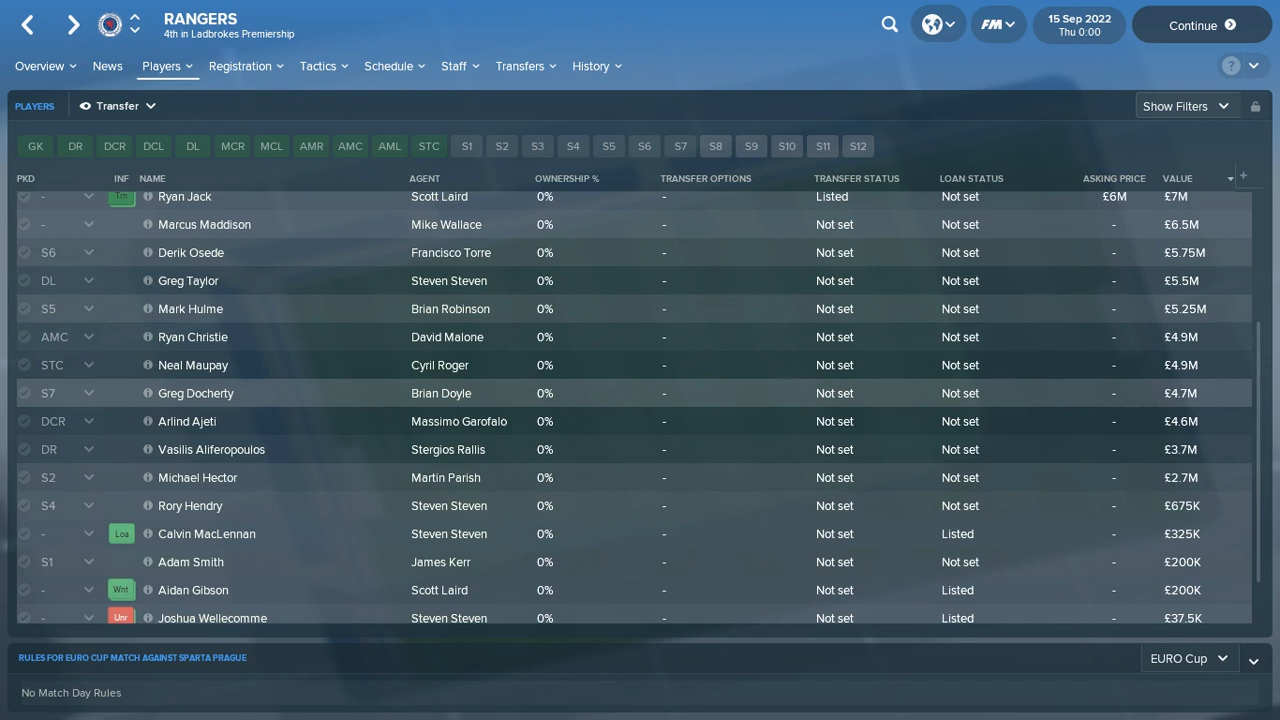 RANGERS
4th in Ladbrokes Premiership
FM
15 Sep 2022
Thu 0:00
Continue
Overview News Players Registration Tactics Schedule Staff Transfers History ?
PLAYERS Transfer Show Filters
GK DR DCR DCL DL MCR MCL AMR AMC AML STC S1 S2 S3 S4 S5 S6 S7 S8 S9 S10 S11 S12
PKD INF NAME AGENT OWNERSHIP % TRANSFER OPTIONS TRANSFER STATUS LOAN STATUS ASKING PRICE VALUE +
- Trn Ryan Jack Scott Laird 0% - Listed Not set £6M £7M
- Marcus Maddison Mike Wallace 0% - Not set Not set - £6.5M
S6 Derik Osede Francisco Torre 0% - Not set Not set - £5.75M
DL Greg Taylor Steven Steven 0% - Not set Not set - £5.5M
S5 Mark Hulme Brian Robinson 0% - Not set Not set - £5.25M
AMC Ryan Christie David Malone 0% - Not set Not set - £4.9M
STC Neal Maupay Cyril Roger 0% - Not set Not set - £4.9M
S7 Greg Docherty Brian Doyle 0% - Not set Not set - £4.7M
DCR Arlind Ajeti Massimo Garofalo 0% - Not set Not set - £4.6M
DR Vasilis Aliferopoulos Stergios Rallis 0% - Not set Not set - £3.7M
S2 Michael Hector Martin Parish 0% - Not set Not set - £2.7M
S4 Rory Hendry Steven Steven 0% - Not set Not set - £675K
- Loa Calvin MacLennan Steven Steven 0% - Not set Listed - £325K
S1 Adam Smith James Kerr 0% - Not set Not set - £200K
- Wnt Aidan Gibson Scott Laird 0% - Not set Listed - £200K
- Unr Joshua Wellecomme Steven Steven 0% - Not set Listed - £37.5K
RULES FOR EURO CUP MATCH AGAINST SPARTA PRAGUE EURO Cup
No Match Day Rules